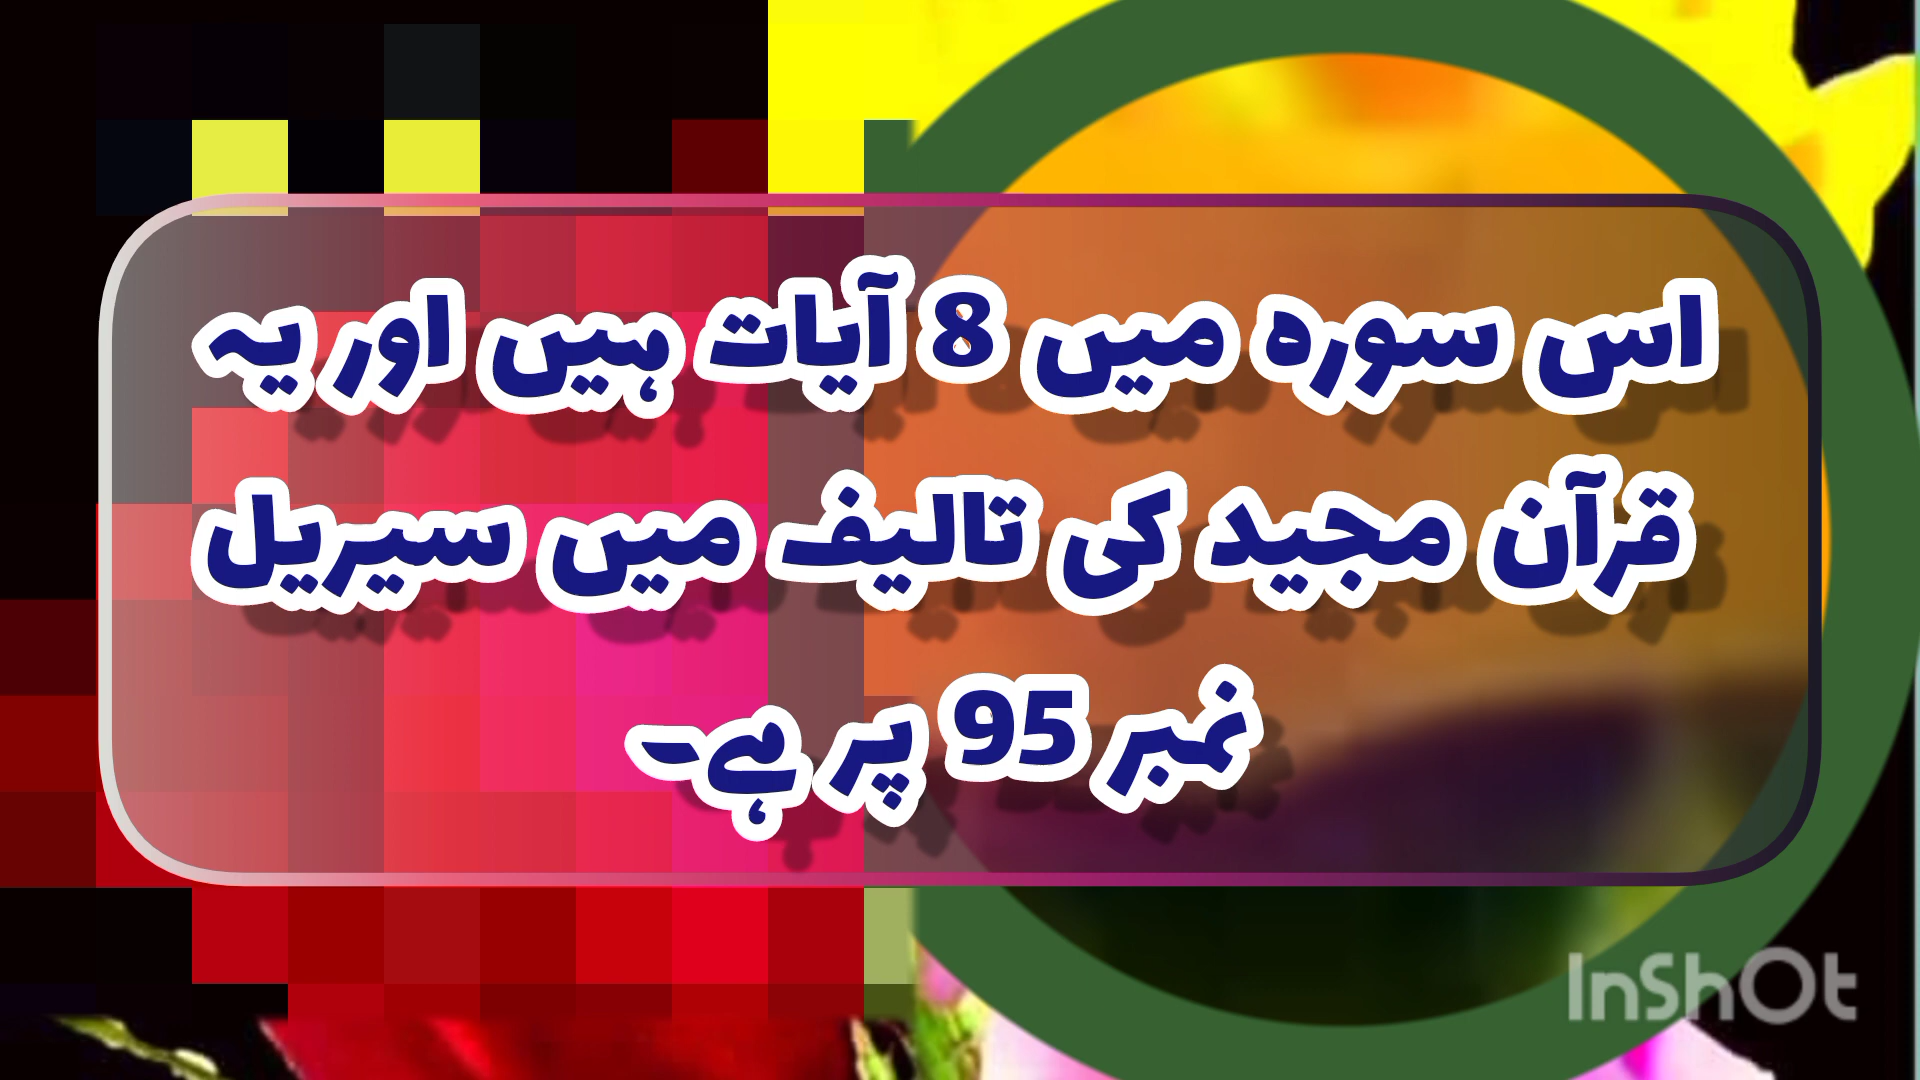 اس سورہ میں 8 آیات ہیں اور یہ
قرآن مجید کی تالیف میں سیریل
نمبر 95 پر ہے۔
InShOt